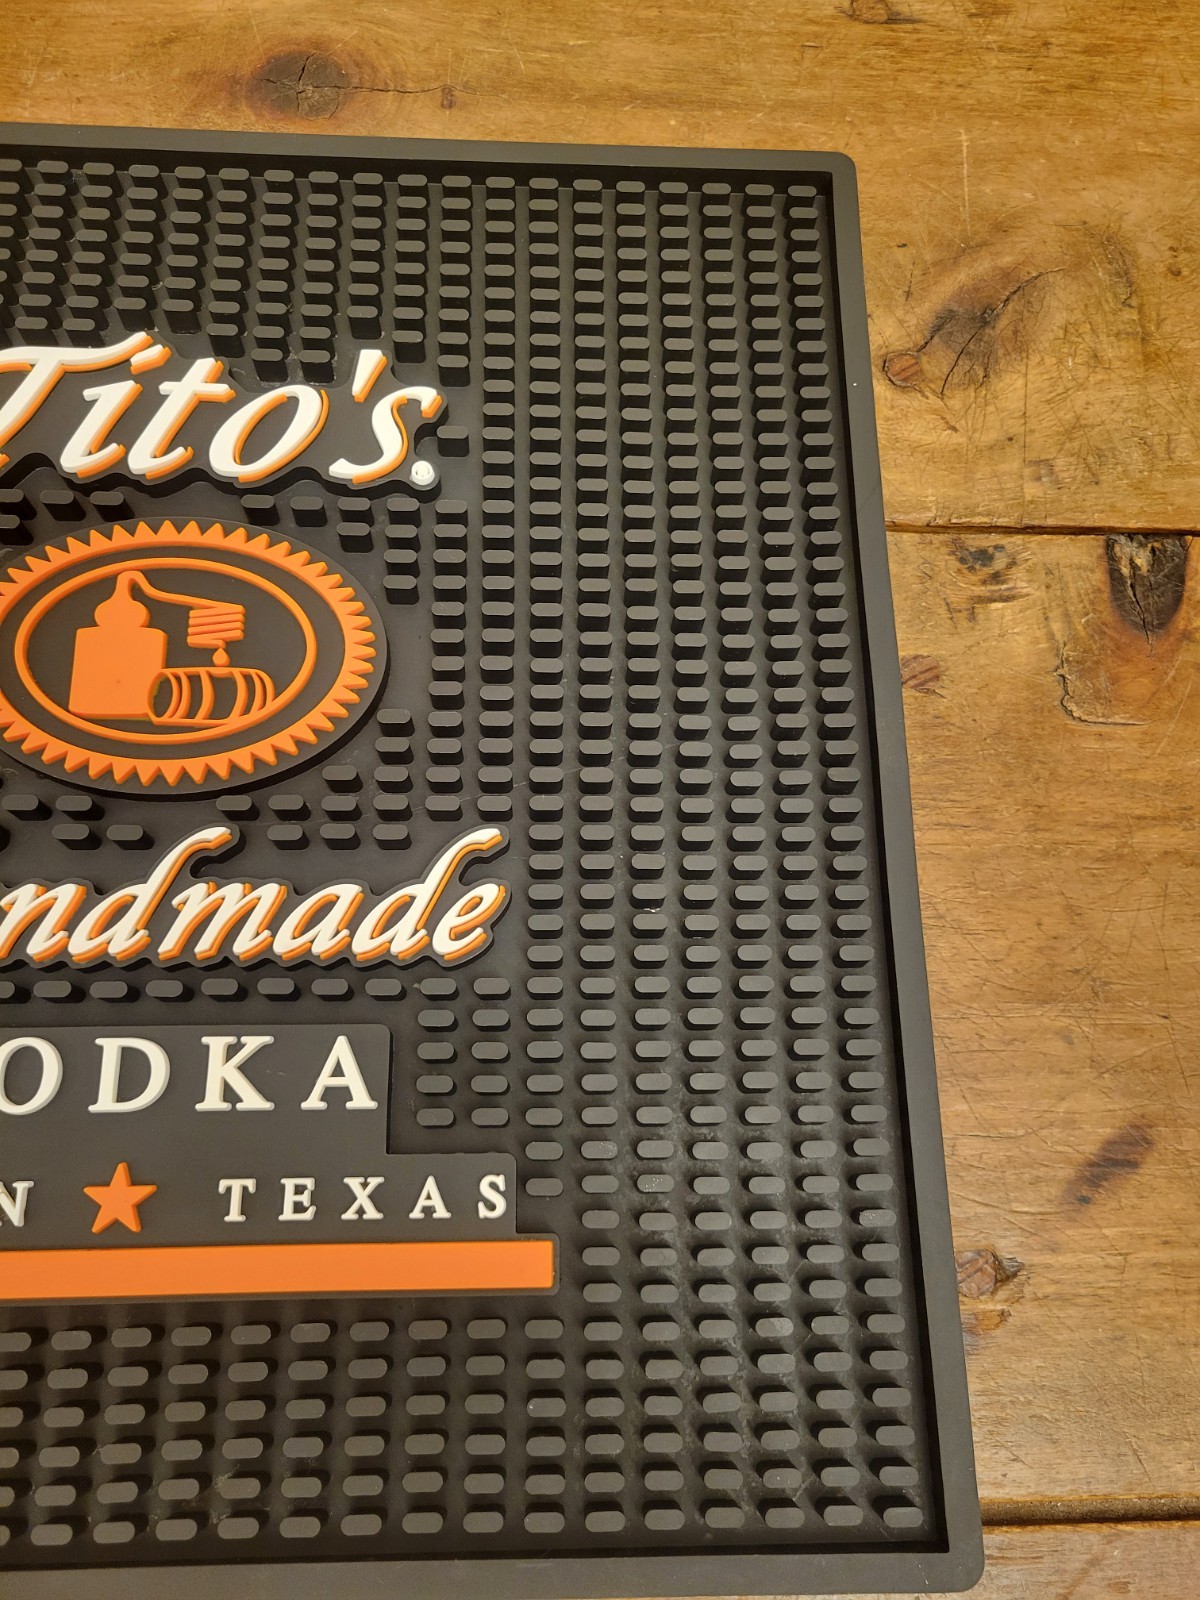 Tito's®
ndmade
ODKA
N ★ TEXAS